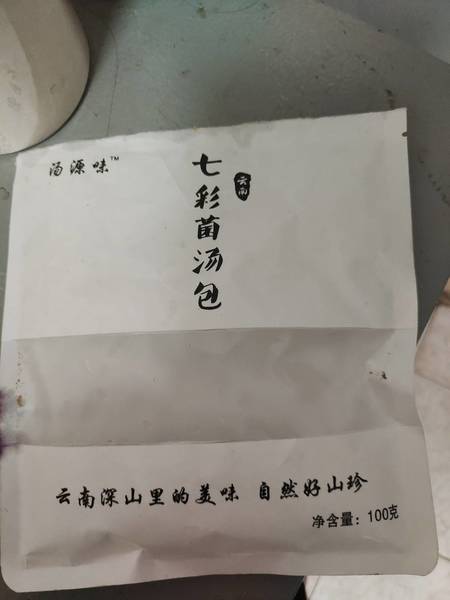 汤源味™
云南
七彩菌汤包
云南深山里的美味 自然好山珍
净含量：100克